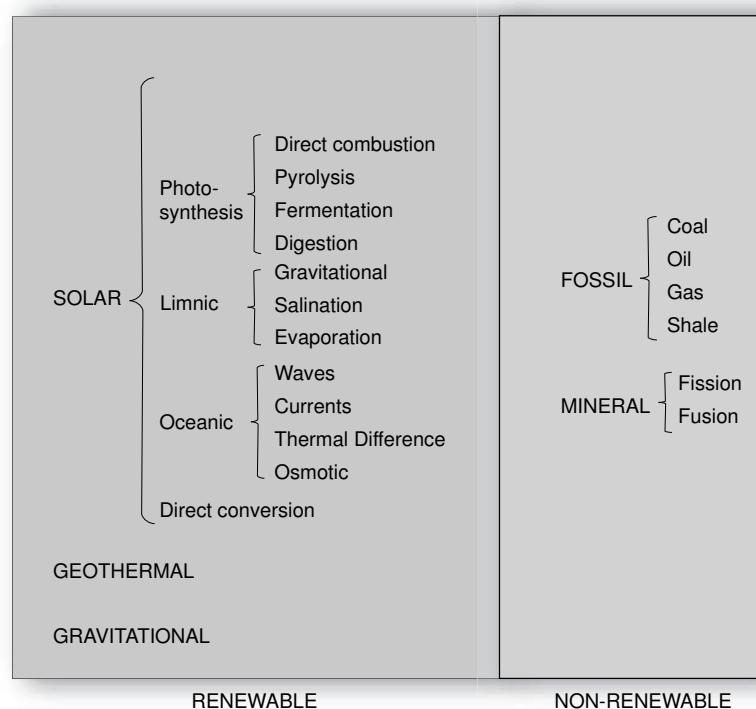 SOLAR
Photo-
synthesis
Direct combustion
Pyrolysis
Fermentation
Digestion
Limnic
Gravitational
Salination
Evaporation
Oceanic
Waves
Currents
Thermal Difference
Osmotic
Direct conversion
GEOTHERMAL
GRAVITATIONAL
RENEWABLE
FOSSIL
Coal
Oil
Gas
Shale
MINERAL
Fission
Fusion
NON-RENEWABLE